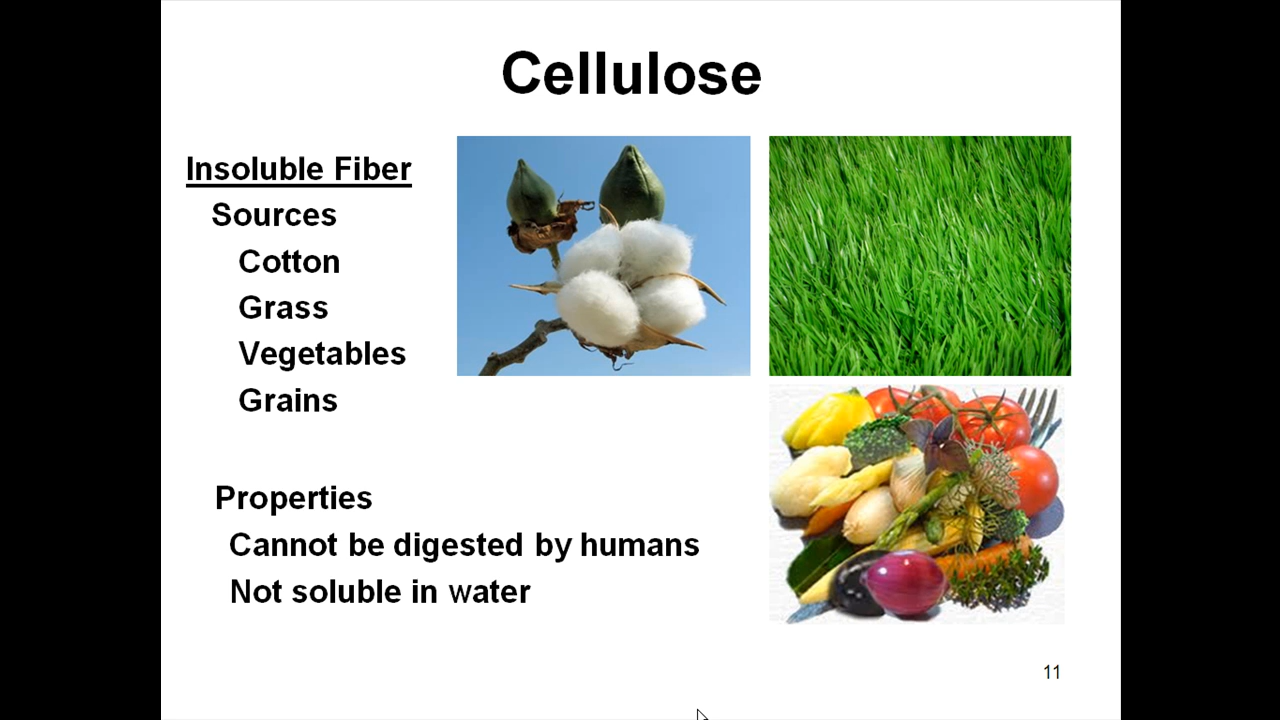 Cellulose
Insoluble Fiber
Sources
Cotton
Grass
Vegetables
Grains
Properties
Cannot be digested by humans
Not soluble in water
11